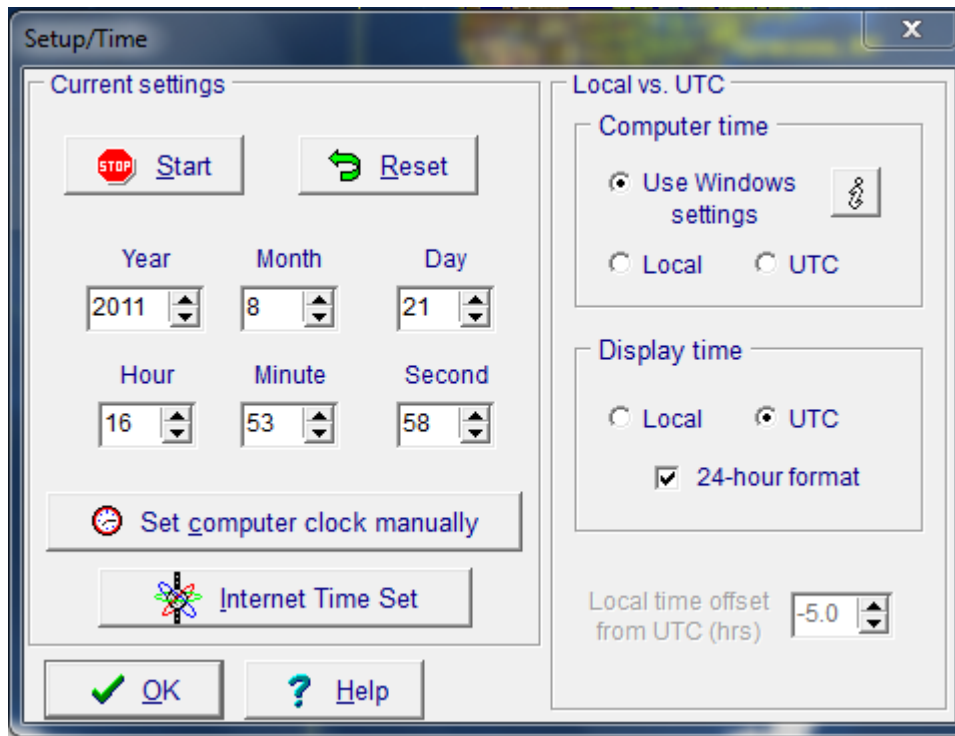 Setup/Time
X
Current settings
STOP Start
Reset
Year Month Day
2011 8 21
Hour Minute Second
16 53 58
Set computer clock manually
Internet Time Set
OK
Help
Local vs. UTC
Computer time
Use Windows
settings
Local UTC
Display time
Local UTC
24-hour format
Local time offset
from UTC (hrs)
-5.0